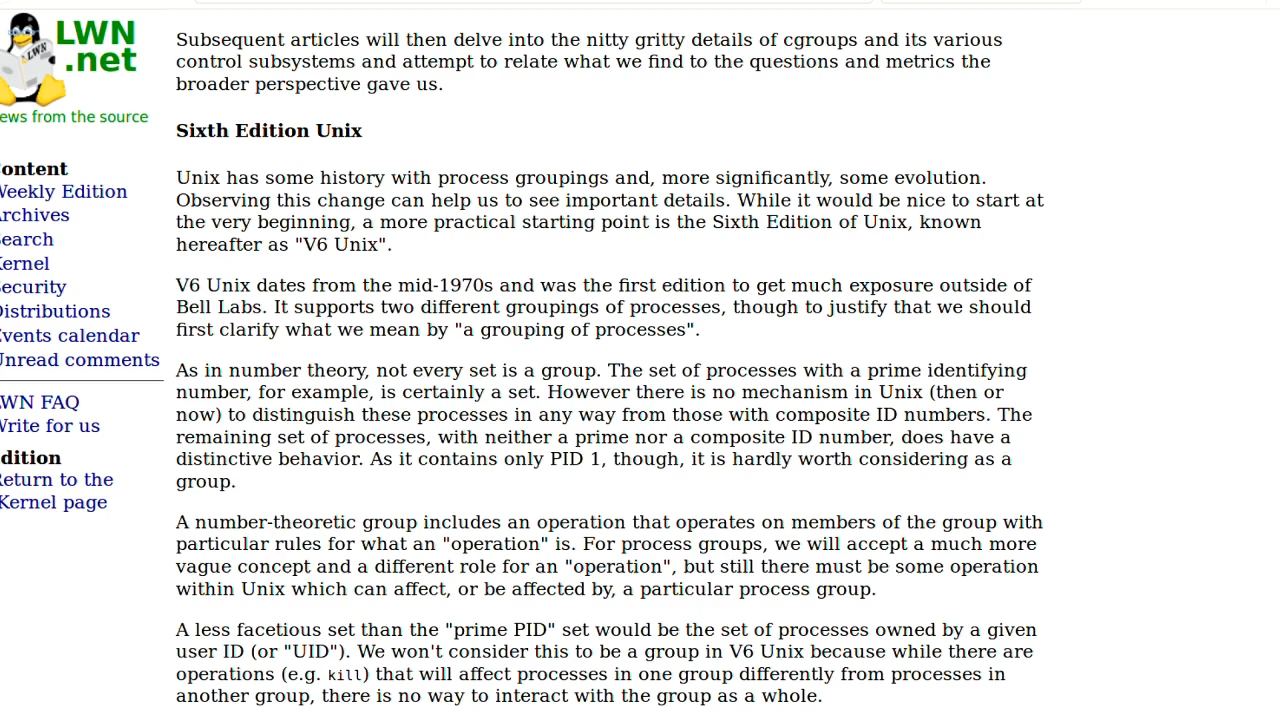 LWN
.net
ews from the source
ontent
Weekly Edition
Archives
Search
Kernel
Security
Distributions
Events calendar
Unread comments
LWN FAQ
Write for us
dition
Return to the
Kernel page
Subsequent articles will then delve into the nitty gritty details of cgroups and its various
control subsystems and attempt to relate what we find to the questions and metrics the
broader perspective gave us.
Sixth Edition Unix
Unix has some history with process groupings and, more significantly, some evolution.
Observing this change can help us to see important details. While it would be nice to start at
the very beginning, a more practical starting point is the Sixth Edition of Unix, known
hereafter as "V6 Unix".
V6 Unix dates from the mid-1970s and was the first edition to get much exposure outside of
Bell Labs. It supports two different groupings of processes, though to justify that we should
first clarify what we mean by "a grouping of processes".
As in number theory, not every set is a group. The set of processes with a prime identifying
number, for example, is certainly a set. However there is no mechanism in Unix (then or
now) to distinguish these processes in any way from those with composite ID numbers. The
remaining set of processes, with neither a prime nor a composite ID number, does have a
distinctive behavior. As it contains only PID 1, though, it is hardly worth considering as a
group.
A number-theoretic group includes an operation that operates on members of the group with
particular rules for what an "operation" is. For process groups, we will accept a much more
vague concept and a different role for an "operation", but still there must be some operation
within Unix which can affect, or be affected by, a particular process group.
A less facetious set than the "prime PID" set would be the set of processes owned by a given
user ID (or "UID"). We won't consider this to be a group in V6 Unix because while there are
operations (e.g. kill) that will affect processes in one group differently from processes in
another group, there is no way to interact with the group as a whole.